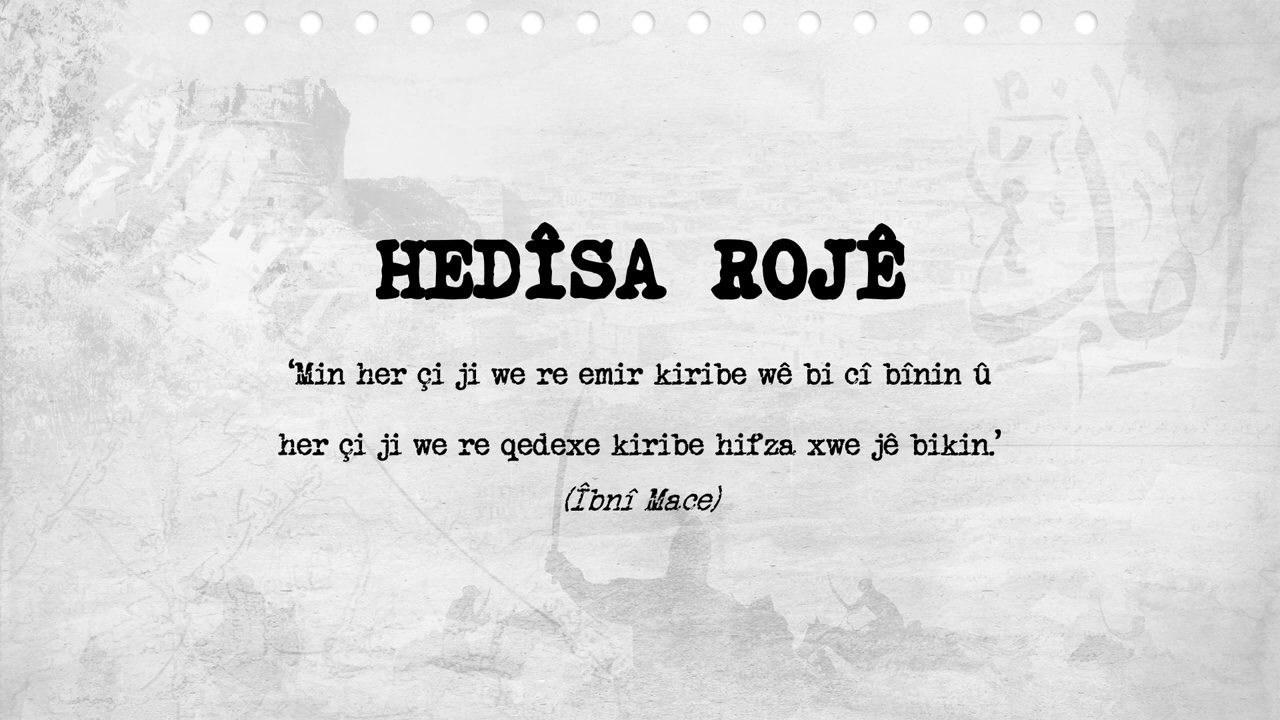 HEDÎSA ROJÊ
‘Min her çi ji we re emir kiribe wê bi cî bînin û
her çi ji we re qedexe kiribe hifza xwe jê bikin.’
(Îbnî Mace)